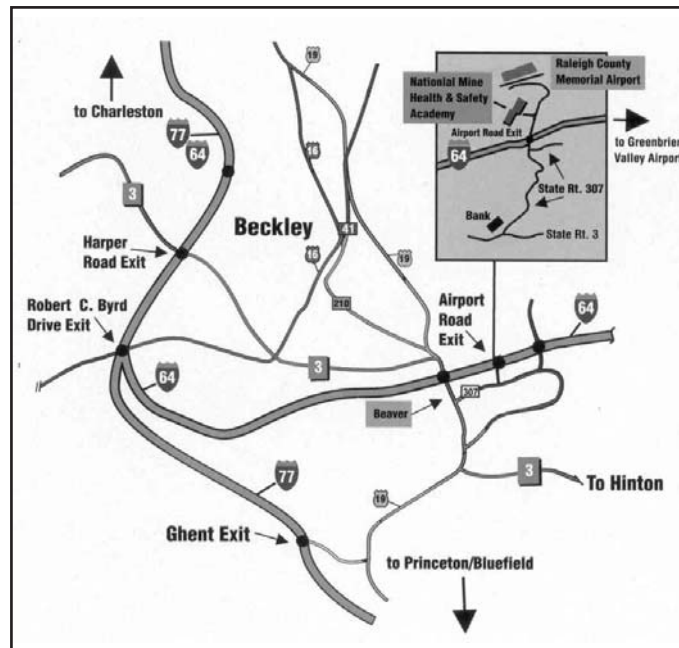 to Charleston
77
64
3
Harper
Road Exit
Robert C. Byrd
Drive Exit
64
Beckley
19
16
41
16
210
19
3
Airport
Road
Exit
64
307
Beaver
3
To Hinton
77
Ghent Exit
19
to Princeton/Bluefield
National Mine
Health & Safety
Academy
Raleigh County
Memorial Airport
Airport Road Exit
64
to Greenbrier
Valley Airport
State Rt. 307
Bank
State Rt. 3